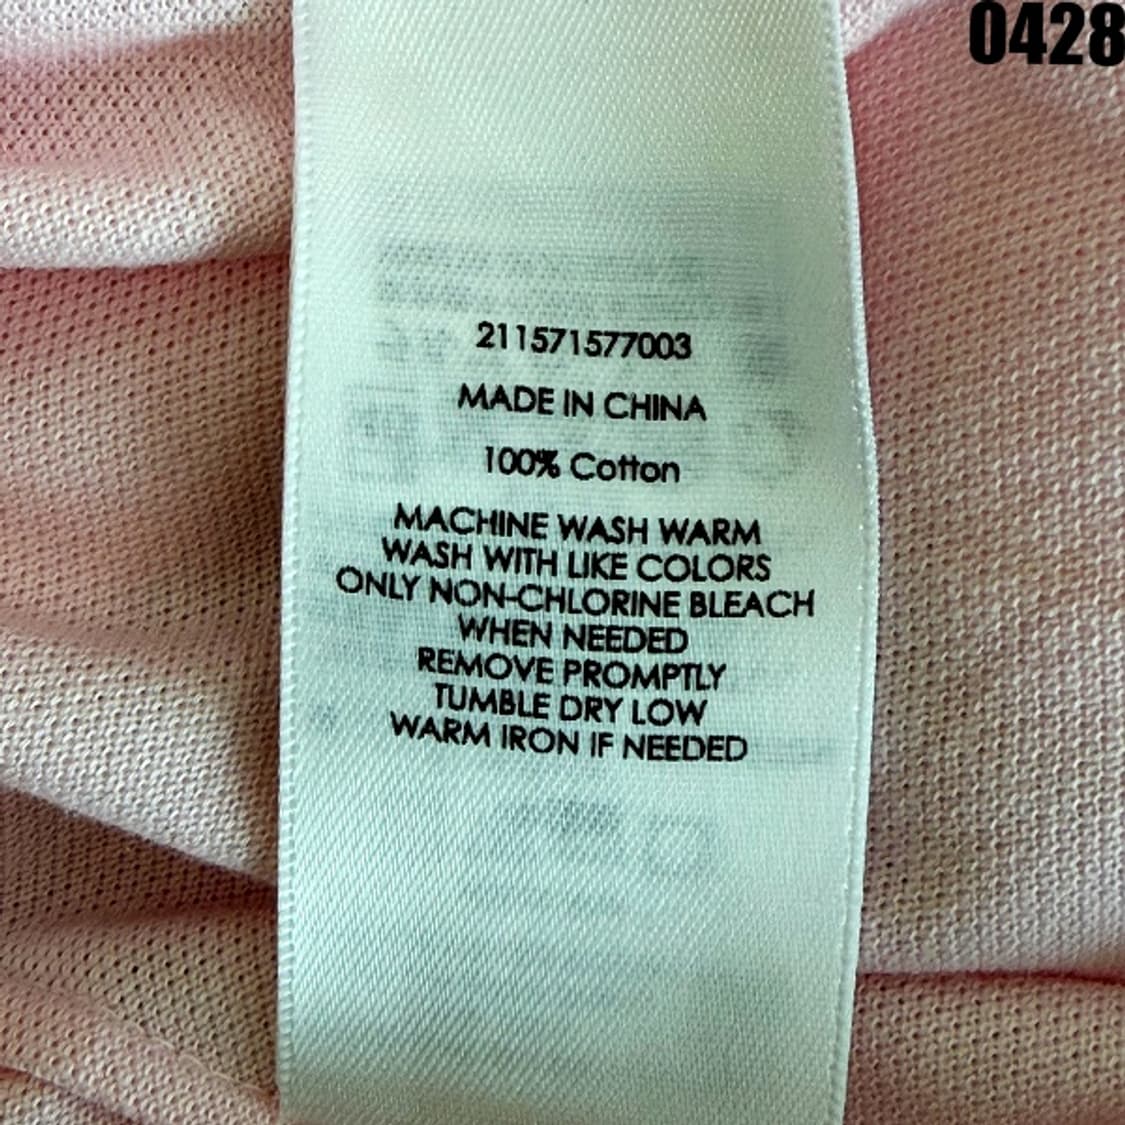 0428
211571577003
MADE IN CHINA
100% Cotton
MACHINE WASH WARM
WASH WITH LIKE COLORS
ONLY NON-CHLORINE BLEACH
WHEN NEEDED
REMOVE PROMPTLY
TUMBLE DRY LOW
WARM IRON IF NEEDED